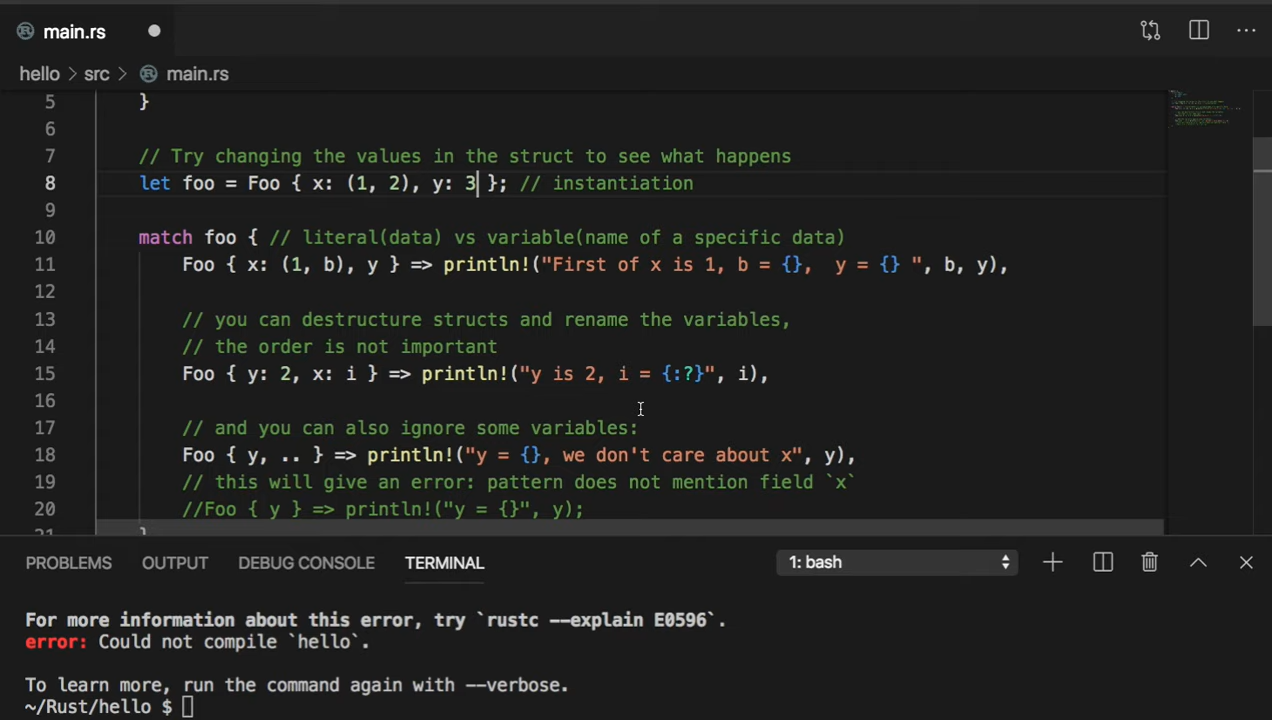 main.rs
hello > src > main.rs
5 }
6
7 // Try changing the values in the struct to see what happens
8 let foo = Foo { x: (1, 2), y: 3 }; // instantiation
9
10 match foo { // literal(data) vs variable(name of a specific data)
11 Foo { x: (1, b), y } => println!("First of x is 1, b = {},  y = {} ", b, y),
12
13 // you can destructure structs and rename the variables,
14 // the order is not important
15 Foo { y: 2, x: i } => println!("y is 2, i = {:?}", i),
16
17 // and you can also ignore some variables:
18 Foo { y, .. } => println!("y = {}, we don't care about x", y),
19 // this will give an error: pattern does not mention field `x`
20 //Foo { y } => println!("y = {}", y);
21 }
PROBLEMS OUTPUT DEBUG CONSOLE TERMINAL 1: bash
For more information about this error, try `rustc --explain E0596`.
error: Could not compile `hello`.
To learn more, run the command again with --verbose.
~/Rust/hello $